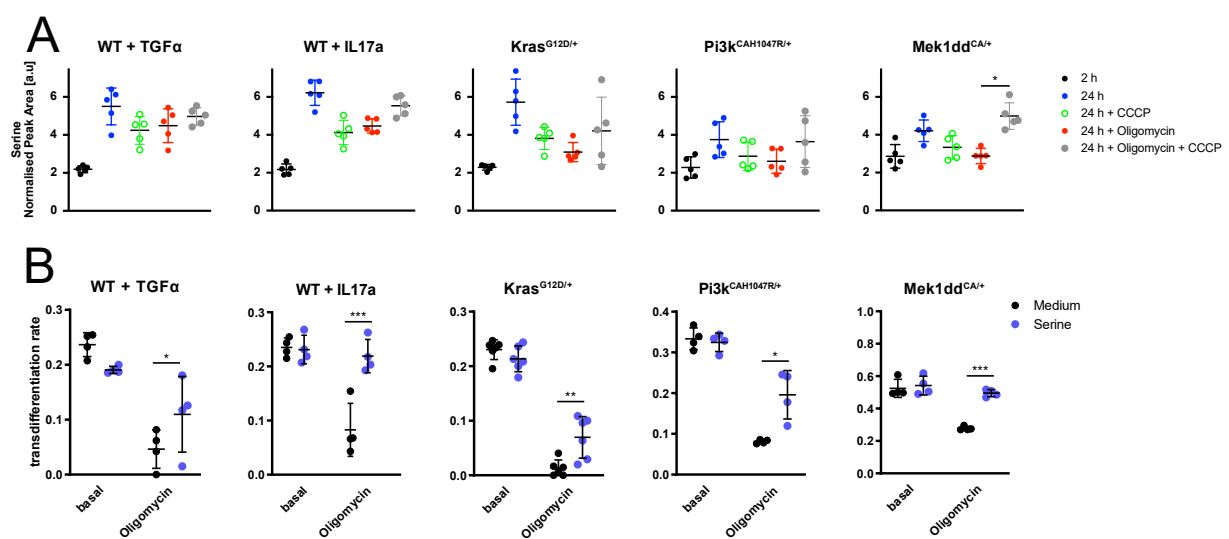 A
WT + TGFα
WT + IL17a
Kras^G12D/+
Pi3k^CAH1047R/+
Mek1dd^CA/+
Serine
Normalised Peak Area [a.u]
6
4
2
0
6
4
2
0
6
4
2
0
6
4
2
0
6
4
2
0
*
2 h
24 h
24 h + CCCP
24 h + Oligomycin
24 h + Oligomycin + CCCP
B
WT + TGFα
WT + IL17a
Kras^G12D/+
Pi3k^CAH1047R/+
Mek1dd^CA/+
transdifferentiation rate
0.3
0.2
0.1
0.0
*
basal
Oligomycin
0.3
0.2
0.1
0.0
***
basal
Oligomycin
0.3
0.2
0.1
0.0
**
basal
Oligomycin
0.4
0.3
0.2
0.1
0.0
*
basal
Oligomycin
1.0
0.8
0.6
0.4
0.2
0.0
***
basal
Oligomycin
Medium
Serine